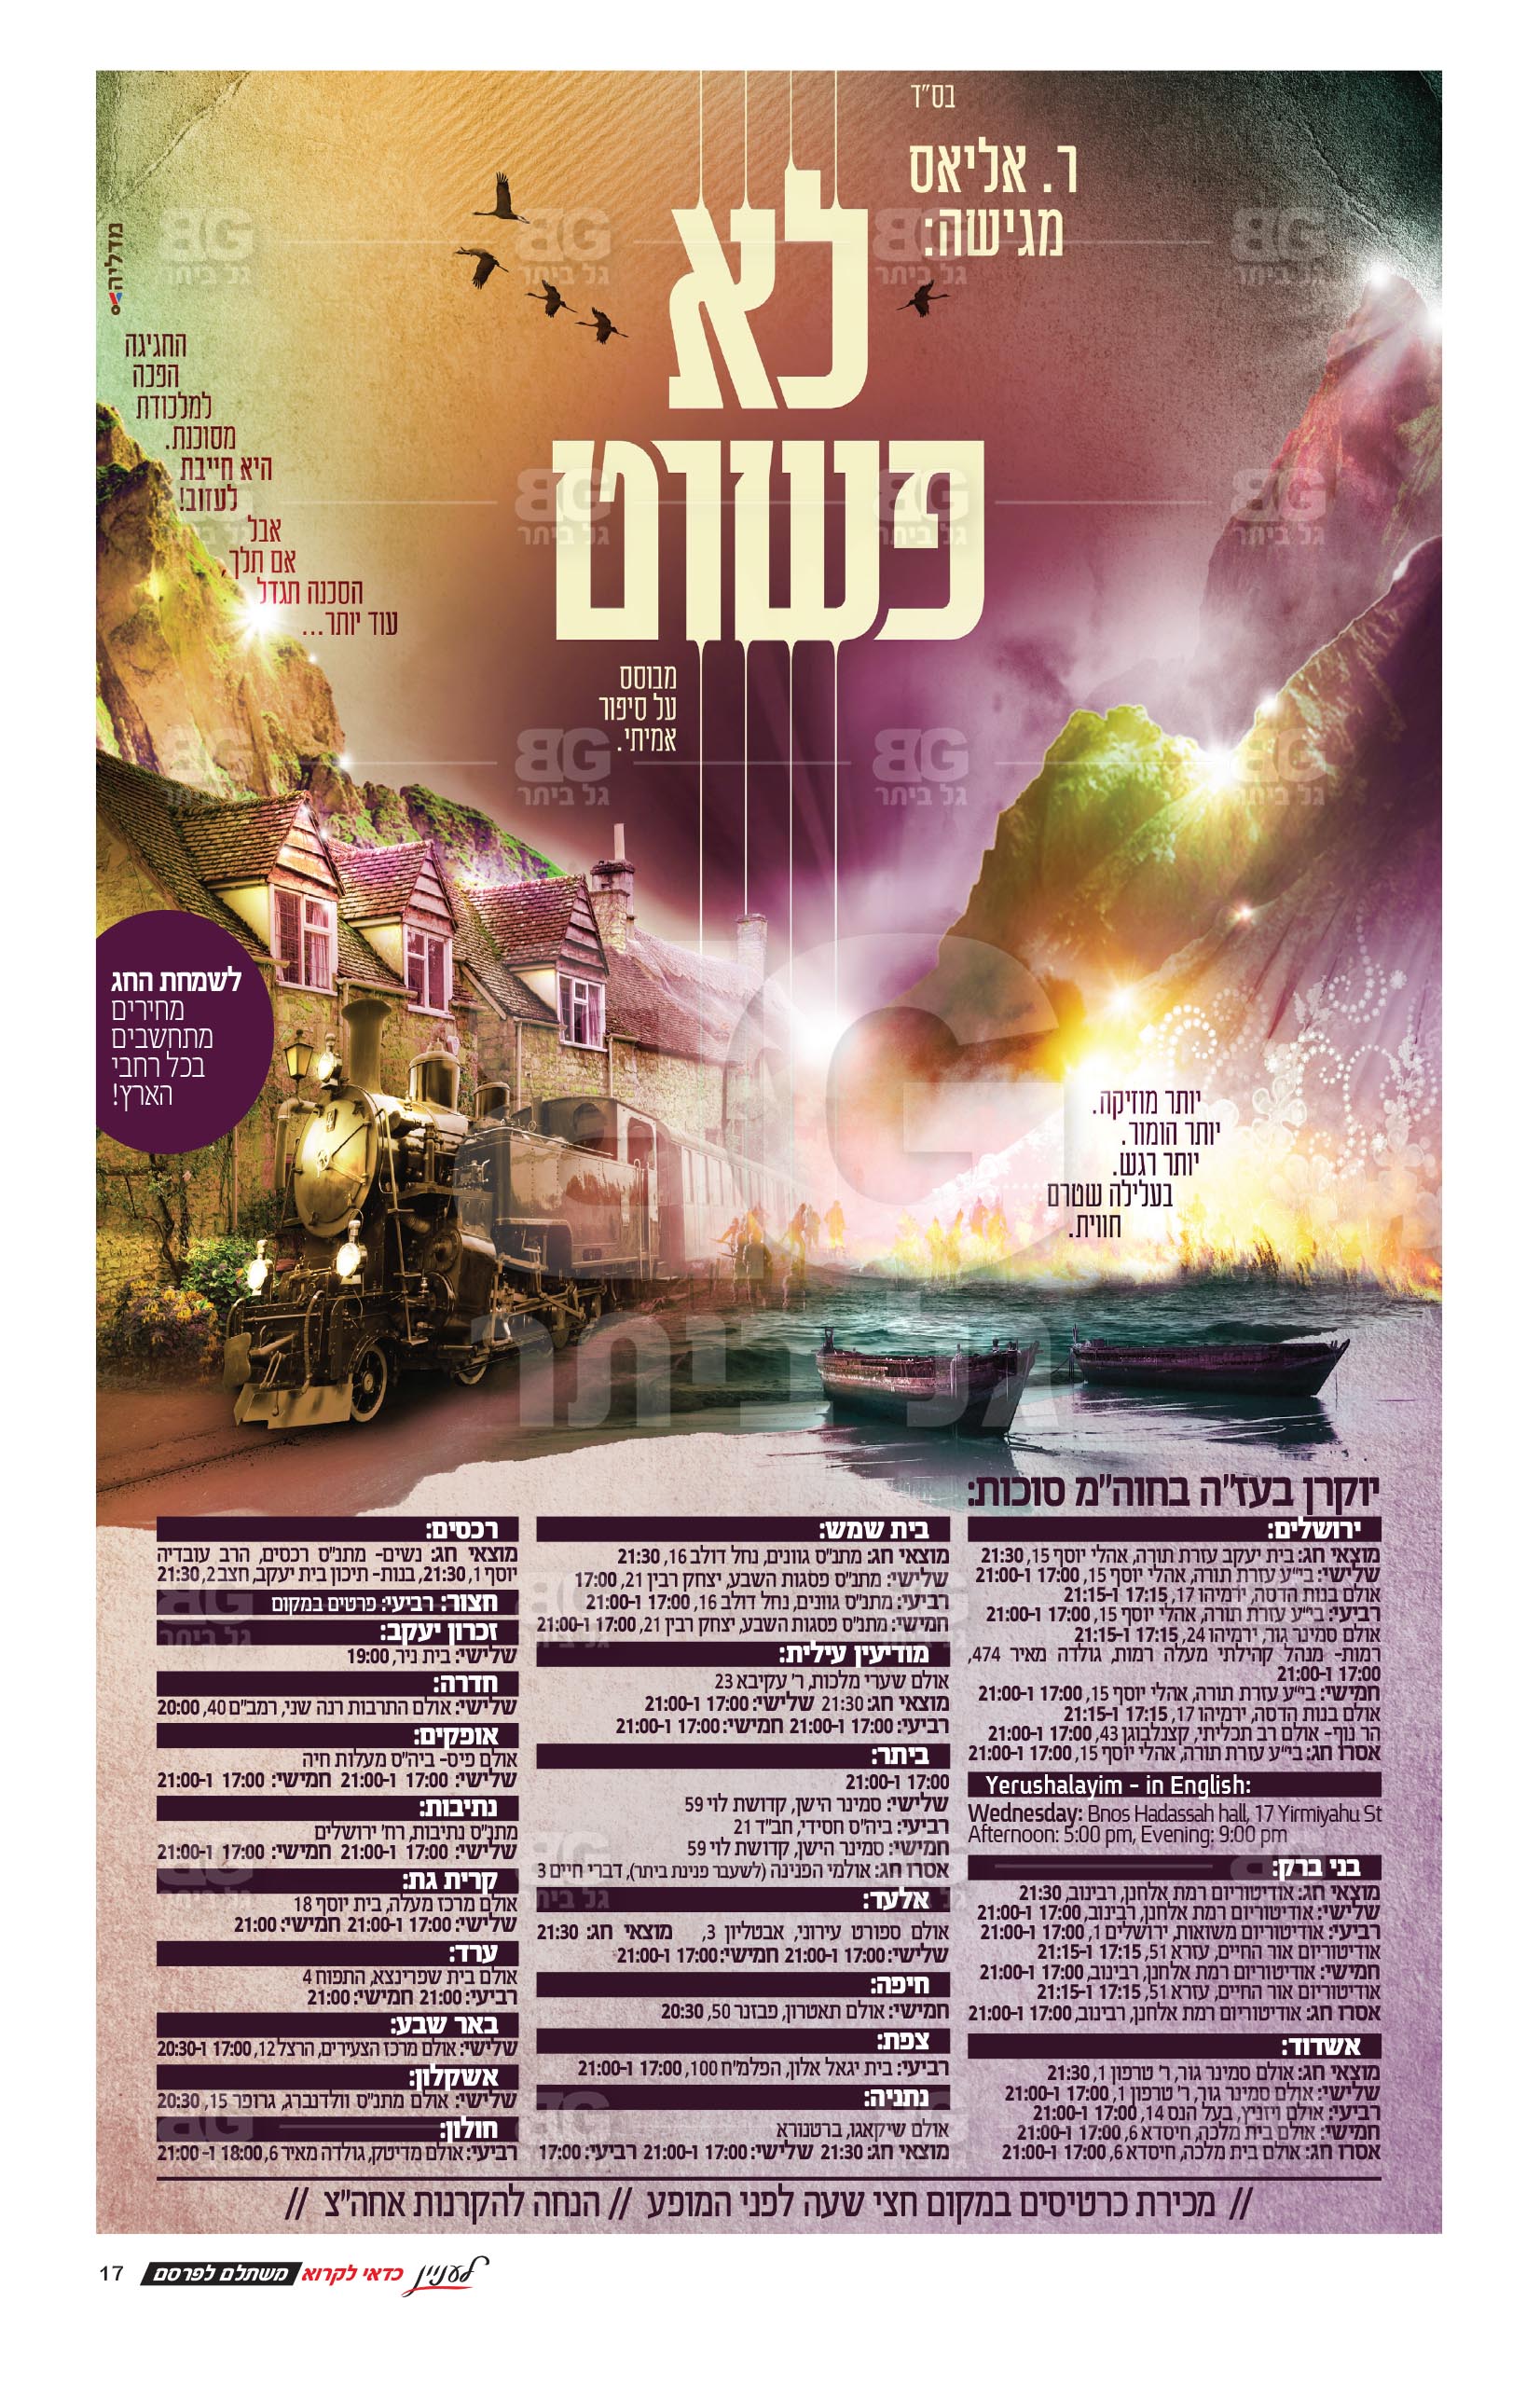 בס"ד
ר. אליאס
מגישה:
לא
פשוט
מבוסס
על סיפור
אמיתי.
מדליה
החגיגה
הפכה
למלכודת
מסוכנת.
היא חייבת
לעזוב!
אבל
אם תלך,
הסכנה תגדל
עוד יותר...
לשמחת החג
מחירים
מתחשבים
בכל רחבי
הארץ!
יותר מוזיקה.
יותר הומור.
יותר רגש.
בעלילה שטרם
חווית.
יוקרן בעז"ה בחוה"מ סוכות:
ירושלים:
מוצאי חג: בית יעקב עזרת תורה, אהלי יוסף 15, 21:30
שלישי: בי"ע עזרת תורה, אהלי יוסף 15, 17:00 ו-21:00
אולם בנות הדסה, ירמיהו 17, 17:15 ו-21:15
רביעי: בי"ע עזרת תורה, אהלי יוסף 15, 17:00 ו-21:00
אולם סמינר גור, ירמיהו 24, 17:15 ו-21:15
רמות- מנהל קהילתי מעלה רמות, גולדה מאיר 474,
17:00 ו-21:00
חמישי: בי"ע עזרת תורה, אהלי יוסף 15, 17:00 ו-21:00
אולם בנות הדסה, ירמיהו 17, 17:15 ו-21:15
הר נוף- אולם רב תכליתי, קצנלבוגן 43, 17:00 ו-21:00
אסרו חג: בי"ע עזרת תורה, אהלי יוסף 15, 17:00 ו-21:00
Yerushalayim - in English:
Wednesday: Bnos Hadassah hall, 17 Yirmiyahu St
Afternoon: 5:00 pm, Evening: 9:00 pm
בני ברק:
מוצאי חג: אודיטוריום רמת אלחנן, רבינוב, 21:30
שלישי: אודיטוריום רמת אלחנן, רבינוב, 17:00 ו-21:00
רביעי: אודיטוריום משואות, ירושלים 1, 17:00 ו-21:00
אודיטוריום אור החיים, עזרא 51, 17:15 ו-21:15
חמישי: אודיטוריום רמת אלחנן, רבינוב, 17:00 ו-21:00
אודיטוריום אור החיים, עזרא 51, 17:15 ו-21:15
אסרו חג: אודיטוריום רמת אלחנן, רבינוב, 17:00 ו-21:00
אשדוד:
מוצאי חג: אולם סמינר גור, ר' טרפון 1, 21:30
שלישי: אולם סמינר גור, ר' טרפון 1, 17:00 ו-21:00
רביעי: אולם ויזניץ, בעל הנס 14, 17:00 ו-21:00
חמישי: אולם בית מלכה, חיסדא 6, 17:00 ו-21:00
אסרו חג: אולם בית מלכה, חיסדא 6, 17:00 ו-21:00
בית שמש:
מוצאי חג: מתנ"ס גוונים, נחל דולב 16, 21:30
שלישי: מתנ"ס פסגות השבע, יצחק רבין 21, 17:00
רביעי: מתנ"ס גוונים, נחל דולב 16, 17:00 ו-21:00
חמישי: מתנ"ס פסגות השבע, יצחק רבין 21, 17:00 ו-21:00
מודיעין עילית:
אולם שערי מלכות, ר' עקיבא 23
מוצאי חג: 21:30 שלישי: 17:00 ו-21:00
רביעי: 17:00 ו-21:00 חמישי: 17:00 ו-21:00
ביתר:
17:00 ו-21:00
שלישי: סמינר הישן, קדושת לוי 59
רביעי: ביה"ס חסידי, חב"ד 21
חמישי: סמינר הישן, קדושת לוי 59
אסרו חג: אולמי הפנינה (לשעבר פנינת ביתר), דברי חיים 3
אלעד:
אולם ספורט עירוני, אבטליון 3, מוצאי חג: 21:30
שלישי: 17:00 ו-21:00 חמישי: 17:00 ו-21:00
חיפה:
חמישי: אולם תאטרון, פבזנר 50, 20:30
צפת:
רביעי: בית יגאל אלון, הפלמ"ח 100, 17:00 ו-21:00
נתניה:
אולם שיקאגו, ברטנורא
מוצאי חג: 21:30 שלישי: 17:00 ו-21:00 רביעי: 17:00
רכסים:
מוצאי חג: נשים- מתנ"ס רכסים, הרב עובדיה
יוסף 1, 21:30, בנות- תיכון בית יעקב, חצב 2, 21:30
חצור: רביעי: פרטים במקום
זכרון יעקב:
שלישי: בית ניר, 19:00
חדרה:
שלישי: אולם התרבות רנה שני, רמב"ם 40, 20:00
אופקים:
אולם פיס- ביה"ס מעלות חיה
שלישי: 17:00 ו-21:00 חמישי: 17:00 ו-21:00
נתיבות:
מתנ"ס נתיבות, רח' ירושלים
שלישי: 17:00 ו-21:00 חמישי: 17:00 ו-21:00
קרית גת:
אולם מרכז מעלה, בית יוסף 18
שלישי: 17:00 ו-21:00 חמישי: 21:00
ערד:
אולם בית שפרינצא, התפוח 4
רביעי: 21:00 חמישי: 21:00
באר שבע:
שלישי: אולם מרכז הצעירים, הרצל 12, 17:00 ו-20:30
אשקלון:
שלישי: אולם מתנ"ס וולדנברג, גרופר 15, 20:30
חולון:
רביעי: אולם מדיטק, גולדה מאיר 6, 18:00 ו- 21:00
// מכירת כרטיסים במקום חצי שעה לפני המופע // הנחה להקרנות אחה"צ //
לעניין כדאי לקרוא משתלם לפרסם 17
BG
גל ביתר